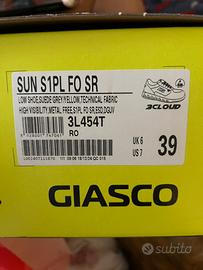 SUN S1PL FO SR
LOW SHOE,SUEDE GREY/YELLOW,TECHNICAL FABRIC
HIGH VISIBILITY,METAL FREE,S1PL FO SR,ESD,DGUV
3L454T
RO
3CLOUD
UK 6
US 7
39
GIASCO
subito